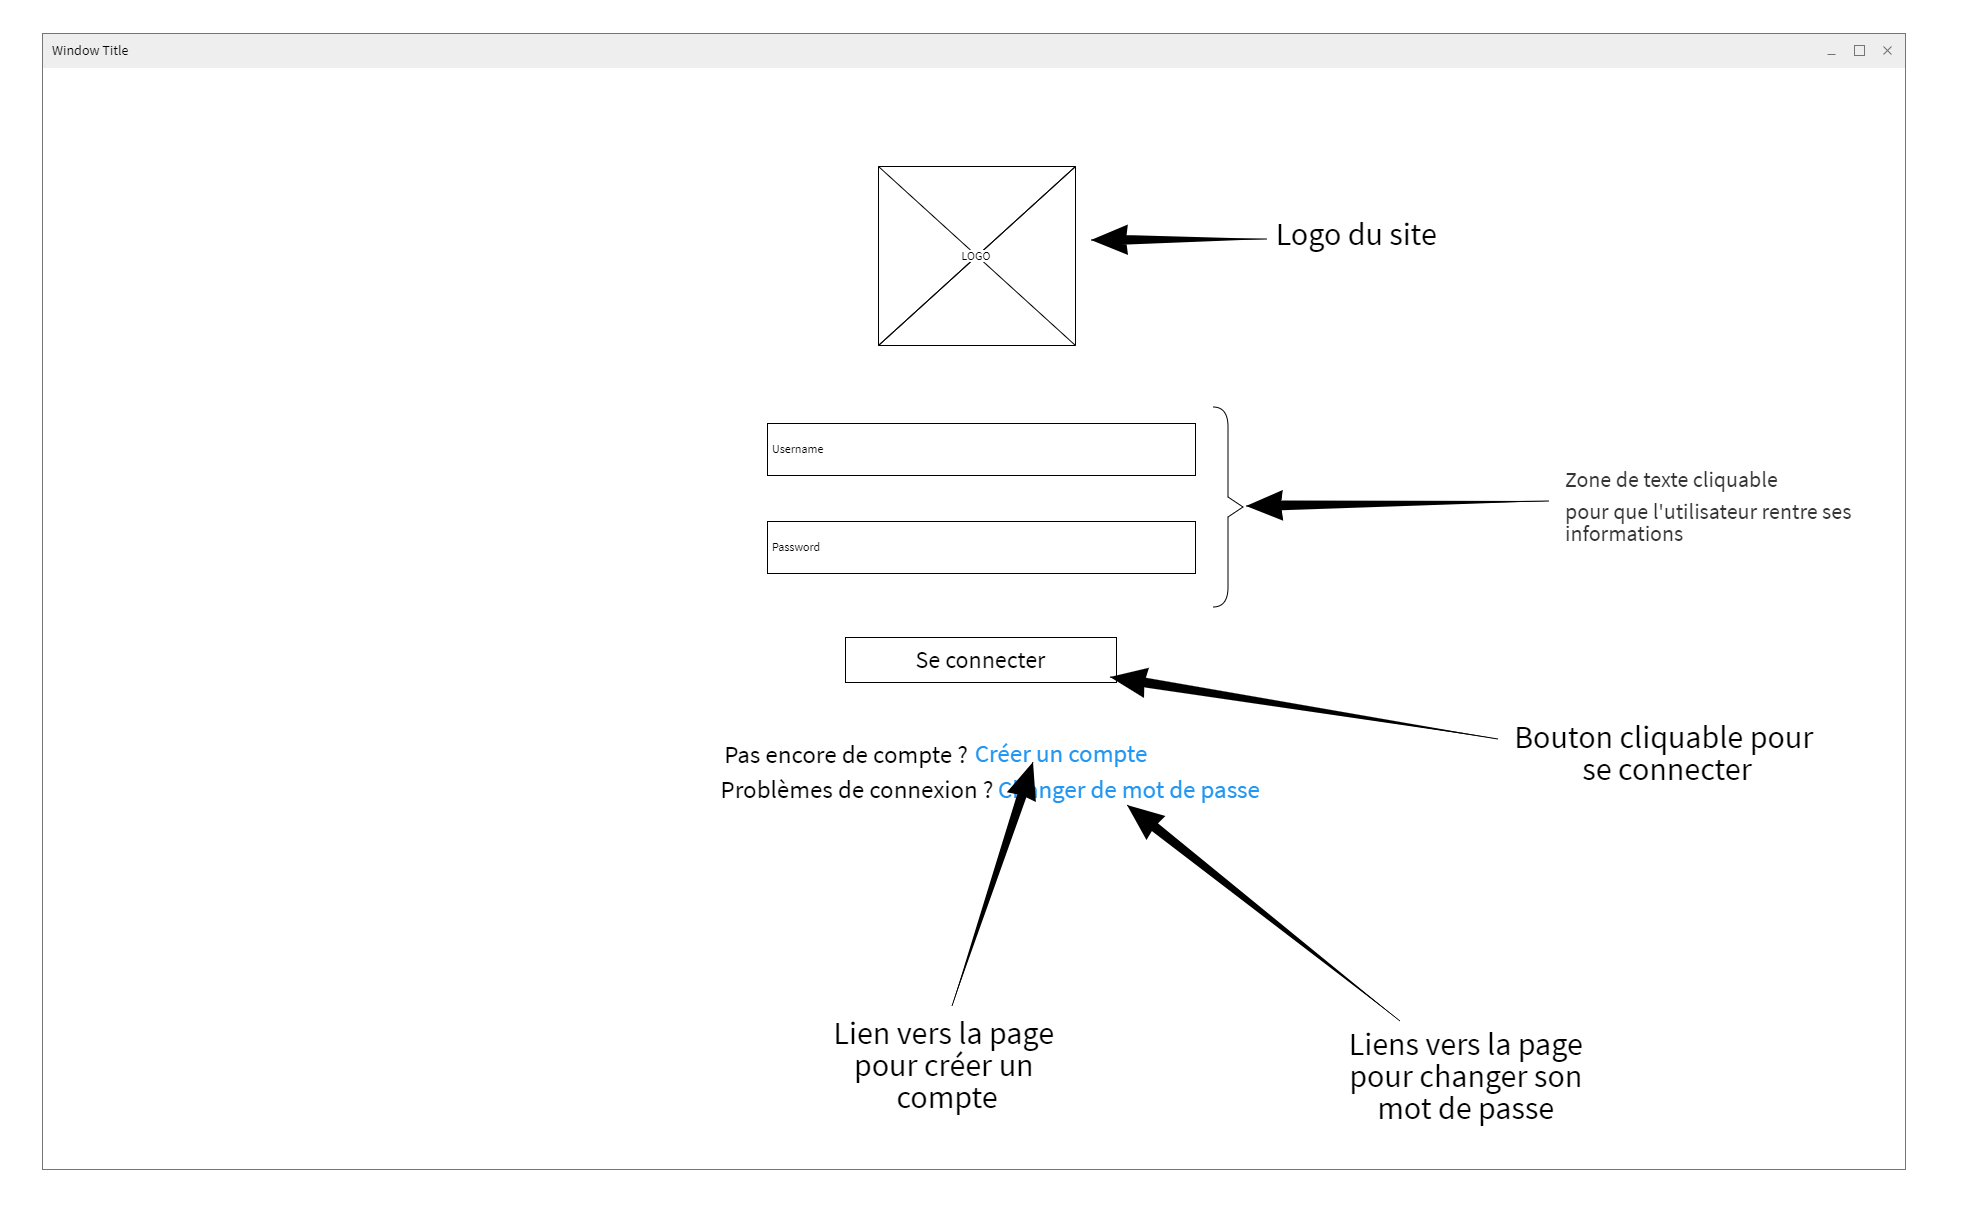 Window Title
LOGO
Logo du site
Username
Zone de texte cliquable
pour que l'utilisateur rentre ses
informations
Password
Se connecter
Bouton cliquable pour
se connecter
Pas encore de compte ? Créer un compte
Problèmes de connexion ? Changer de mot de passe
Lien vers la page
pour créer un
compte
Liens vers la page
pour changer son
mot de passe